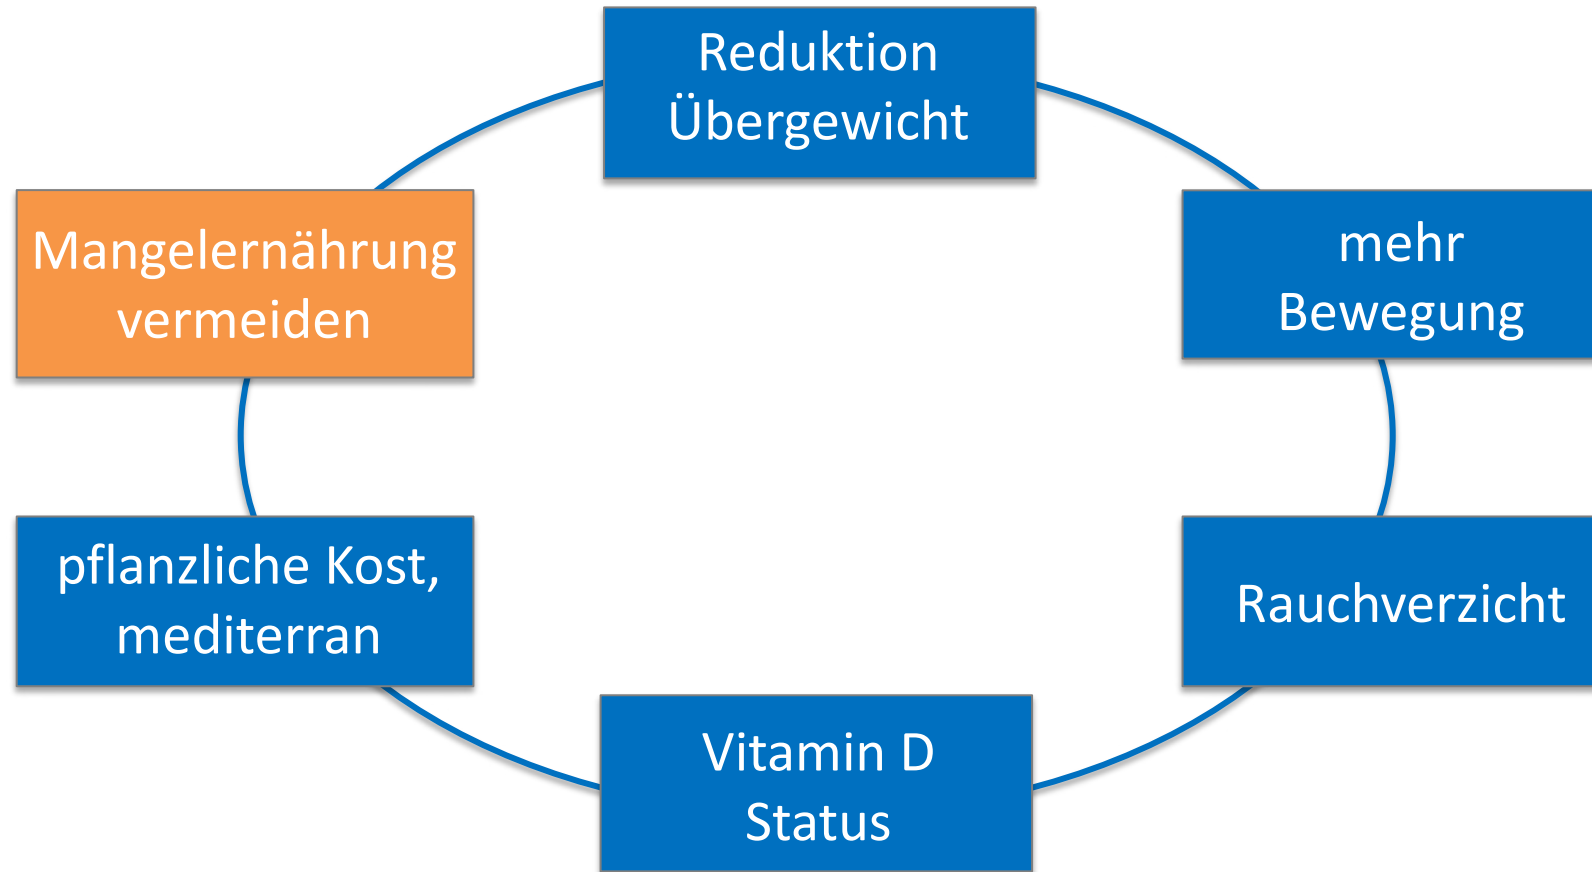 Reduktion
Übergewicht
Mangelernährung
vermeiden
mehr
Bewegung
pflanzliche Kost,
mediterran
Rauchverzicht
Vitamin D
Status